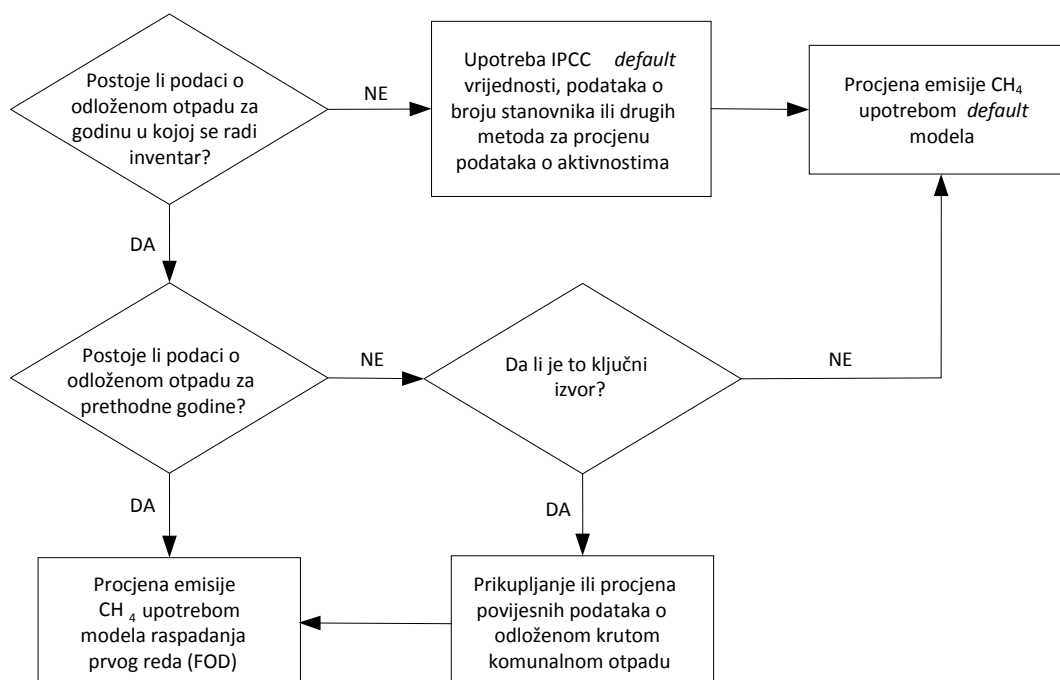 Postoje li podaci o
odloženom otpadu za
godinu u kojoj se radi
inventar?
NE
Upotreba IPCC default
vrijednosti, podataka o
broju stanovnika ili drugih
metoda za procjenu
podataka o aktivnostima
Procjena emisije CH₄
upotrebom default
modela
DA
Postoje li podaci o
odloženom otpadu za
prethodne godine?
NE
Da li je to ključni
izvor?
NE
DA
DA
Procjena emisije
CH ₄ upotrebom
modela raspadanja
prvog reda (FOD)
Prikupljanje ili procjena
povijesnih podataka o
odloženom krutom
komunalnom otpadu